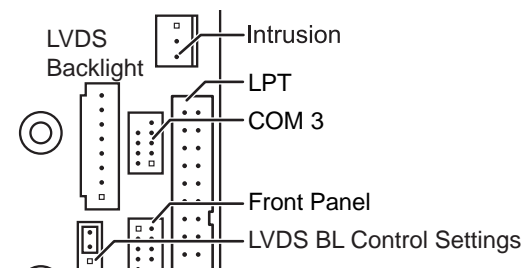 LVDS
Backlight
Intrusion
LPT
COM 3
Front Panel
LVDS BL Control Settings